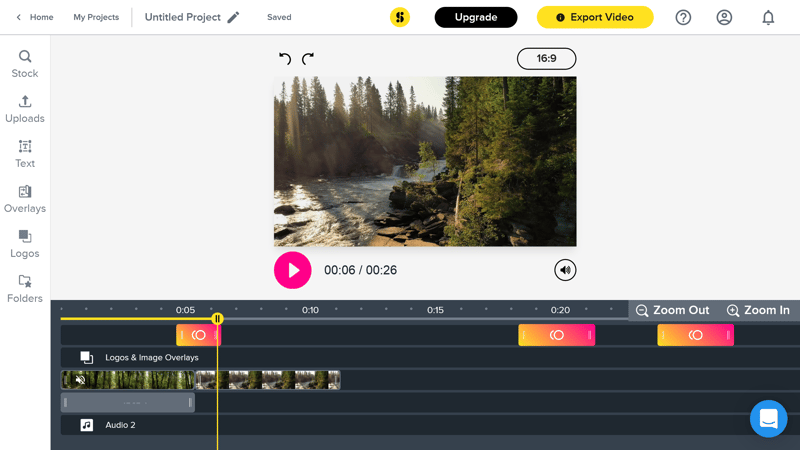 Home
My Projects
Untitled Project
Saved
Upgrade
Export Video
16:9
Stock
Uploads
Text
Overlays
Logos
Folders
00:06 / 00:26
0:05
0:10
0:15
0:20
Zoom Out
Zoom In
Logos & Image Overlays
Audio 2